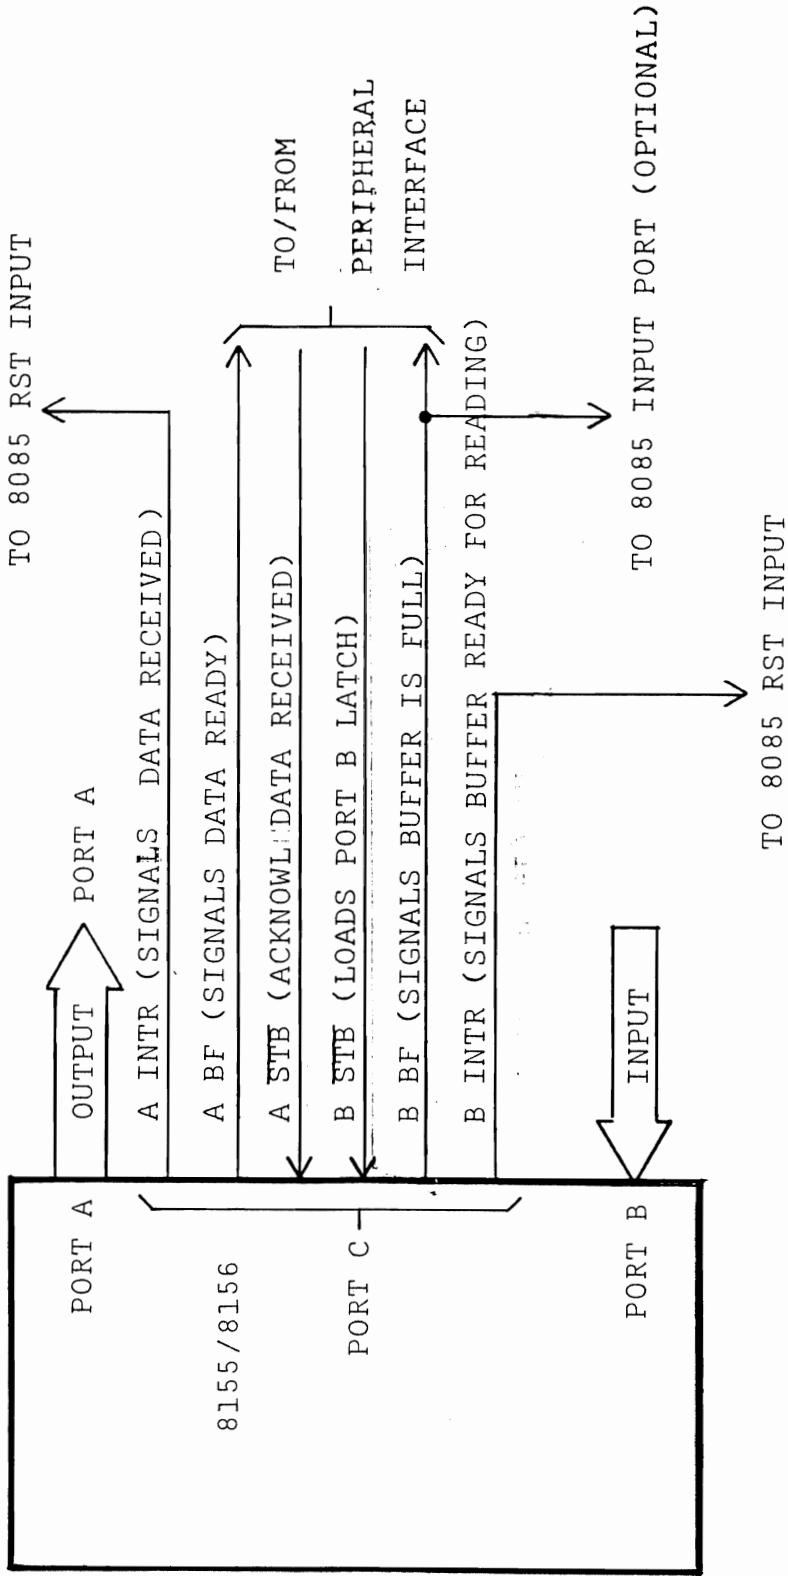 TO 8085 RST INPUT
OUTPUT PORT A
PORT A
A INTR (SIGNALS DATA RECEIVED)
A BF (SIGNALS DATA READY)
A STB (ACKNOWL DATA RECEIVED)
B STB (LOADS PORT B LATCH)
B BF (SIGNALS BUFFER IS FULL)
B INTR (SIGNALS BUFFER READY FOR READING)
TO/FROM
PERIPHERAL
INTERFACE
8155/8156
PORT C
TO 8085 INPUT PORT (OPTIONAL)
PORT B
INPUT
TO 8085 RST INPUT